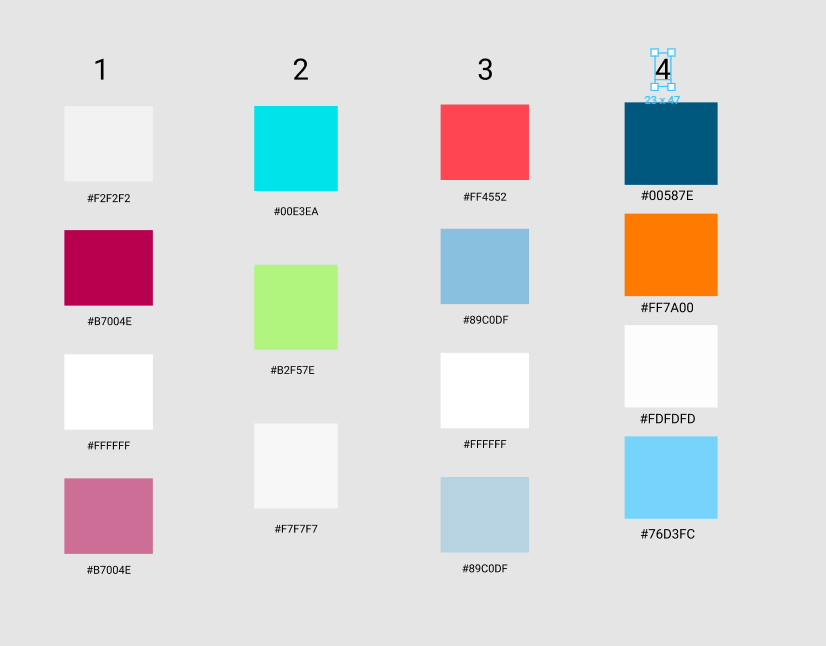 1
#F2F2F2
#B7004E
#FFFFFF
#B7004E
2
#00E3EA
#B2F57E
#F7F7F7
3
#FF4552
#89C0DF
#FFFFFF
#89C0DF
4
23 x 47
#00587E
#FF7A00
#FDFDFD
#76D3FC